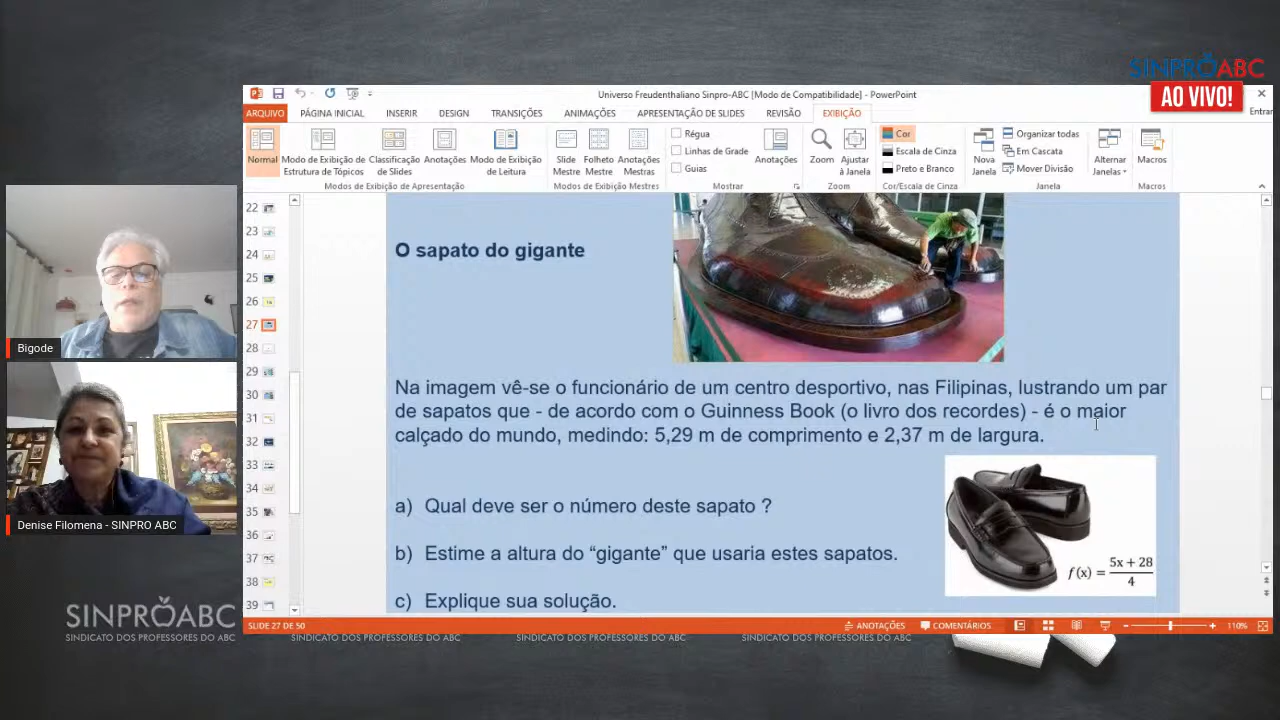 SINPROABC
AO VIVO!
Universo Freudenthaliano Sinpro-ABC [Modo de Compatibilidade] - PowerPoint
Entrar
ARQUIVO PÁGINA INICIAL INSERIR DESIGN TRANSIÇÕES ANIMAÇÕES APRESENTAÇÃO DE SLIDES REVISÃO EXIBIÇÃO
Normal
Modo de Exibição de Estrutura de Tópicos
Classificação de Slides
Anotações
Modo de Exibição de Leitura
Modos de Exibição de Apresentação
Slide Mestre
Folheto Mestre
Anotações Mestras
Modos de Exibição Mestres
Régua
Linhas de Grade
Guias
Anotações
Mostrar
Zoom
Ajustar à Janela
Zoom
Cor
Escala de Cinza
Preto e Branco
Cor/Escala de Cinza
Nova Janela
Organizar todas
Em Cascata
Mover Divisão
Janela
Alternar Janelas
Macros
Macros
22
23
24
25
26
27
28
29
30
31
32
33
34
35
36
37
38
39
O sapato do gigante
Na imagem vê-se o funcionário de um centro desportivo, nas Filipinas, lustrando um par
de sapatos que - de acordo com o Guinness Book (o livro dos recordes) - é o maior
calçado do mundo, medindo: 5,29 m de comprimento e 2,37 m de largura.
a) Qual deve ser o número deste sapato ?
b) Estime a altura do “gigante” que usaria estes sapatos.
c) Explique sua solução.
f(x) = (5x + 28)/4
SLIDE 27 DE 50
ANOTAÇÕES COMENTÁRIOS
110%
Bigode
Denise Filomena - SINPRO ABC
SINPROABC
SINDICATO DOS PROFESSORES DO ABC
SINDICATO DOS PROFESSORES DO ABC
SINDICATO DOS PROFESSORES DO ABC
SINDICATO DOS PROFESSORES DO ABC